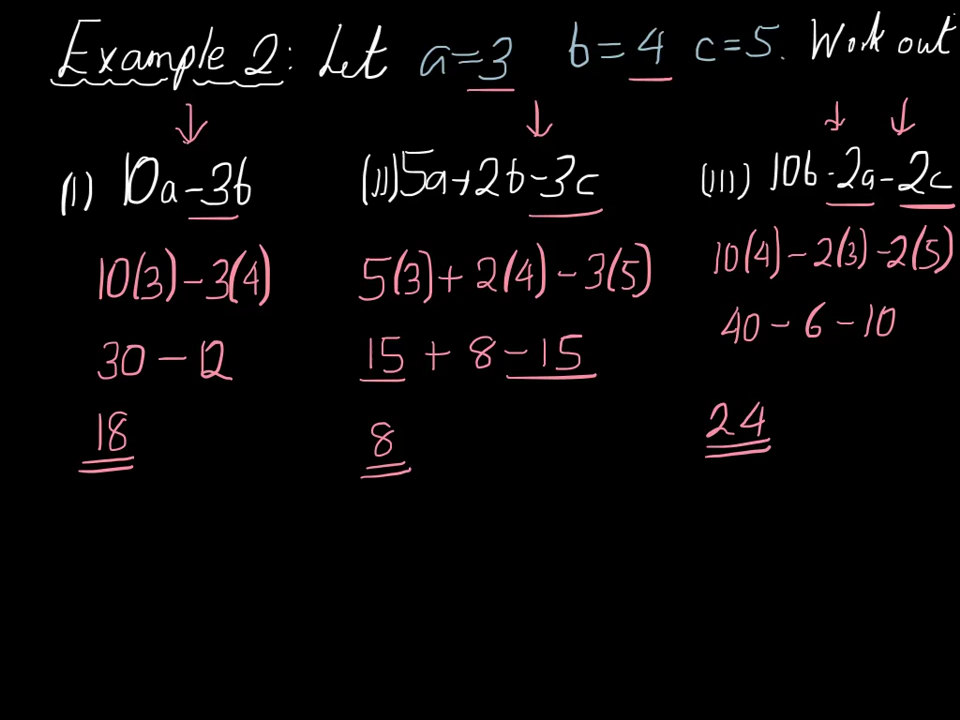 Example 2: Let a=3 b=4 c=5. Work out
(I) 10a-3b
10(3)-3(4)
30-12
18
(II) 5a+2b-3c
5(3)+2(4)-3(5)
15+8-15
8
(III) 10b-2a-2c
10(4)-2(3)-2(5)
40-6-10
24